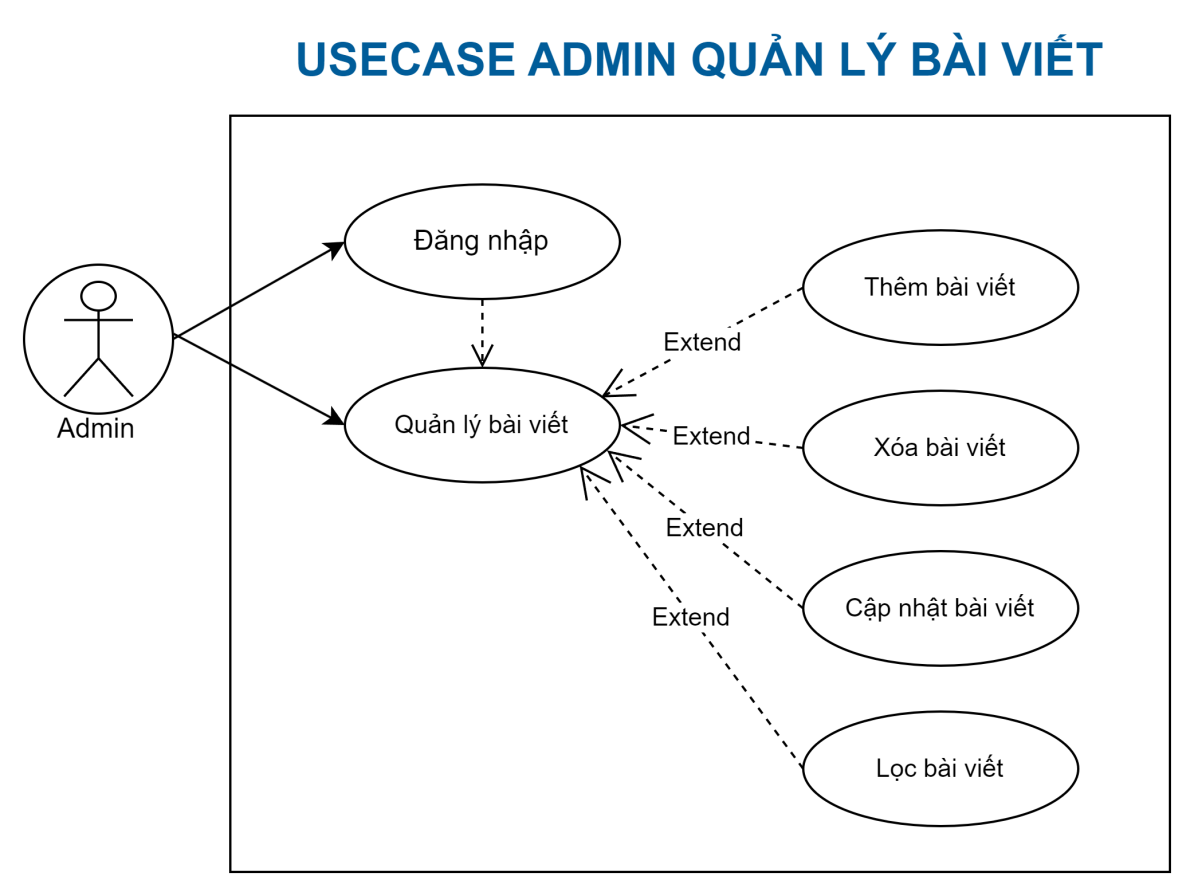 USECASE ADMIN QUẢN LÝ BÀI VIẾT
Đăng nhập
Thêm bài viết
Extend
Admin
Quản lý bài viết
Extend
Xóa bài viết
Extend
Cập nhật bài viết
Extend
Lọc bài viết